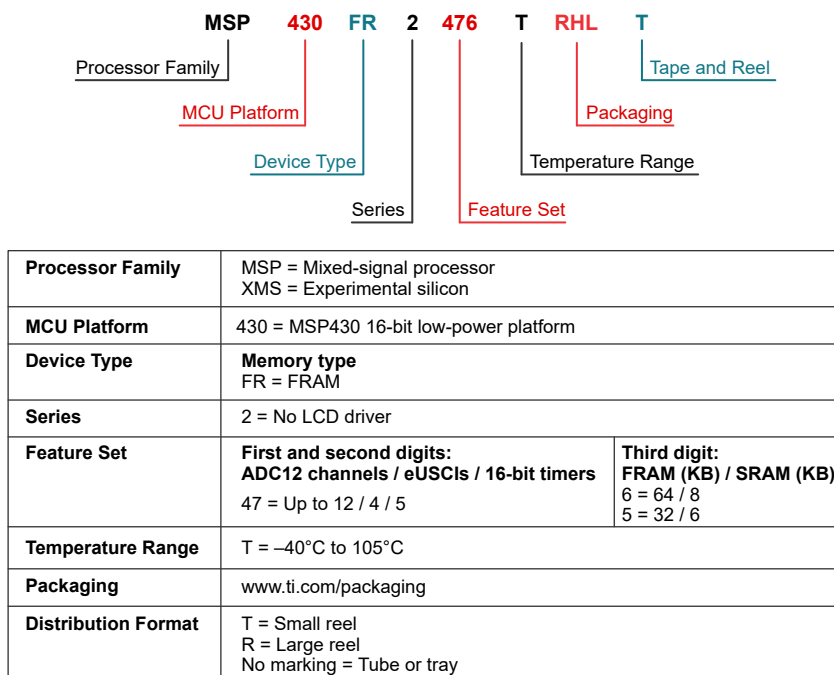 MSP 430 FR 2 476 T RHL T
Processor Family
Tape and Reel
MCU Platform
Packaging
Device Type
Temperature Range
Series
Feature Set
Processor Family
MSP = Mixed-signal processor
XMS = Experimental silicon
MCU Platform
430 = MSP430 16-bit low-power platform
Device Type
Memory type
FR = FRAM
Series
2 = No LCD driver
Feature Set
First and second digits:
ADC12 channels / eUSCIs / 16-bit timers
47 = Up to 12 / 4 / 5
Third digit:
FRAM (KB) / SRAM (KB)
6 = 64 / 8
5 = 32 / 6
Temperature Range
T = –40°C to 105°C
Packaging
www.ti.com/packaging
Distribution Format
T = Small reel
R = Large reel
No marking = Tube or tray